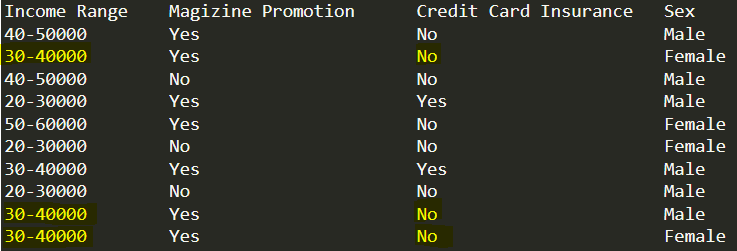 Income Range Magizine Promotion Credit Card Insurance Sex
40-50000 Yes No Male
30-40000 Yes No Female
40-50000 No No Male
20-30000 Yes Yes Male
50-60000 Yes No Female
20-30000 No No Female
30-40000 Yes Yes Male
20-30000 No No Male
30-40000 Yes No Male
30-40000 Yes No Female